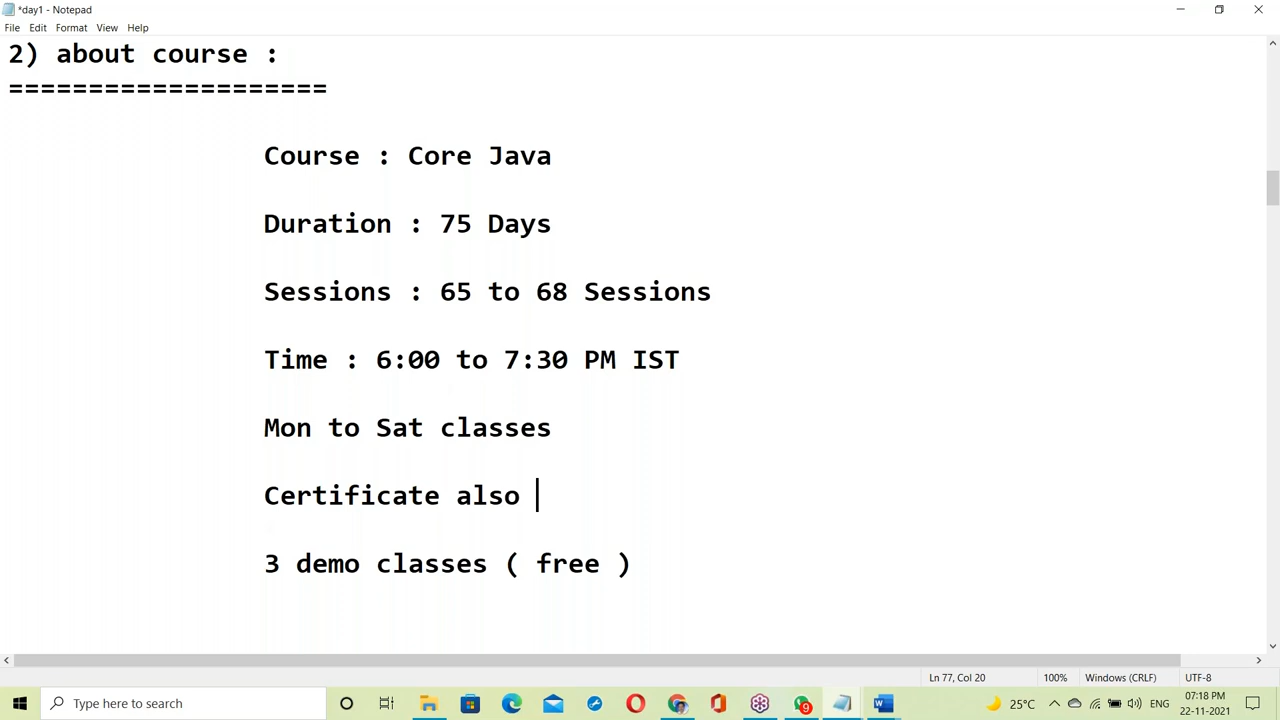 *day1 - Notepad
File Edit Format View Help
2) about course :
====================
Course : Core Java
Duration : 75 Days
Sessions : 65 to 68 Sessions
Time : 6:00 to 7:30 PM IST
Mon to Sat classes
Certificate also
3 demo classes ( free )
Ln 77, Col 20 100% Windows (CRLF) UTF-8
Type here to search 9 25°C ENG 07:18 PM
22-11-2021